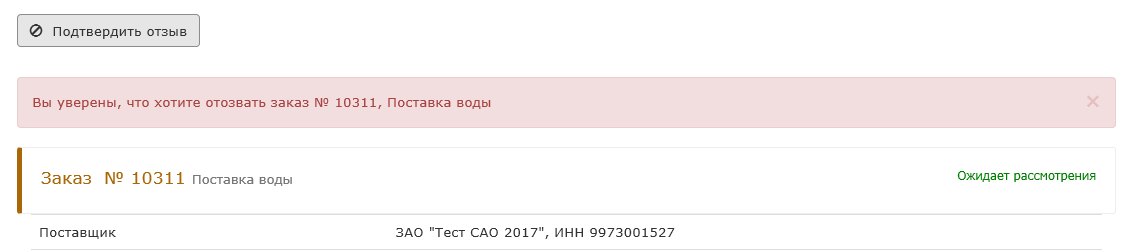 Подтвердить отзыв
Вы уверены, что хотите отозвать заказ № 10311, Поставка воды
Заказ № 10311 Поставка воды
Ожидает рассмотрения
Поставщик ЗАО "Тест САО 2017", ИНН 9973001527